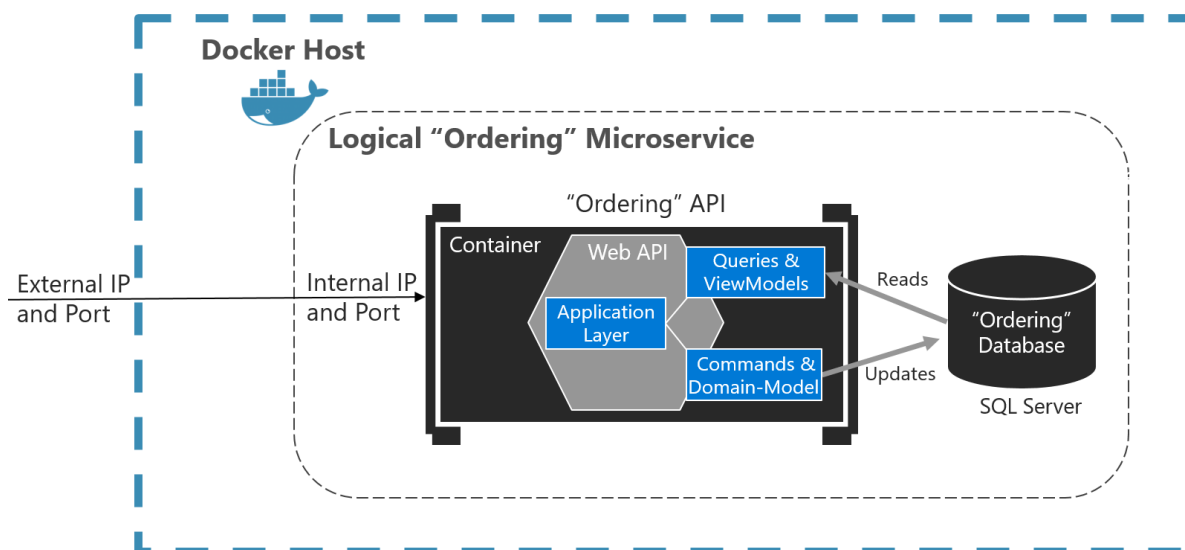 Docker Host
Logical “Ordering” Microservice
“Ordering” API
Container
Web API
Queries &
ViewModels
Reads
External IP
and Port
Internal IP
and Port
Application
Layer
“Ordering”
Database
Commands &
Domain-Model
Updates
SQL Server